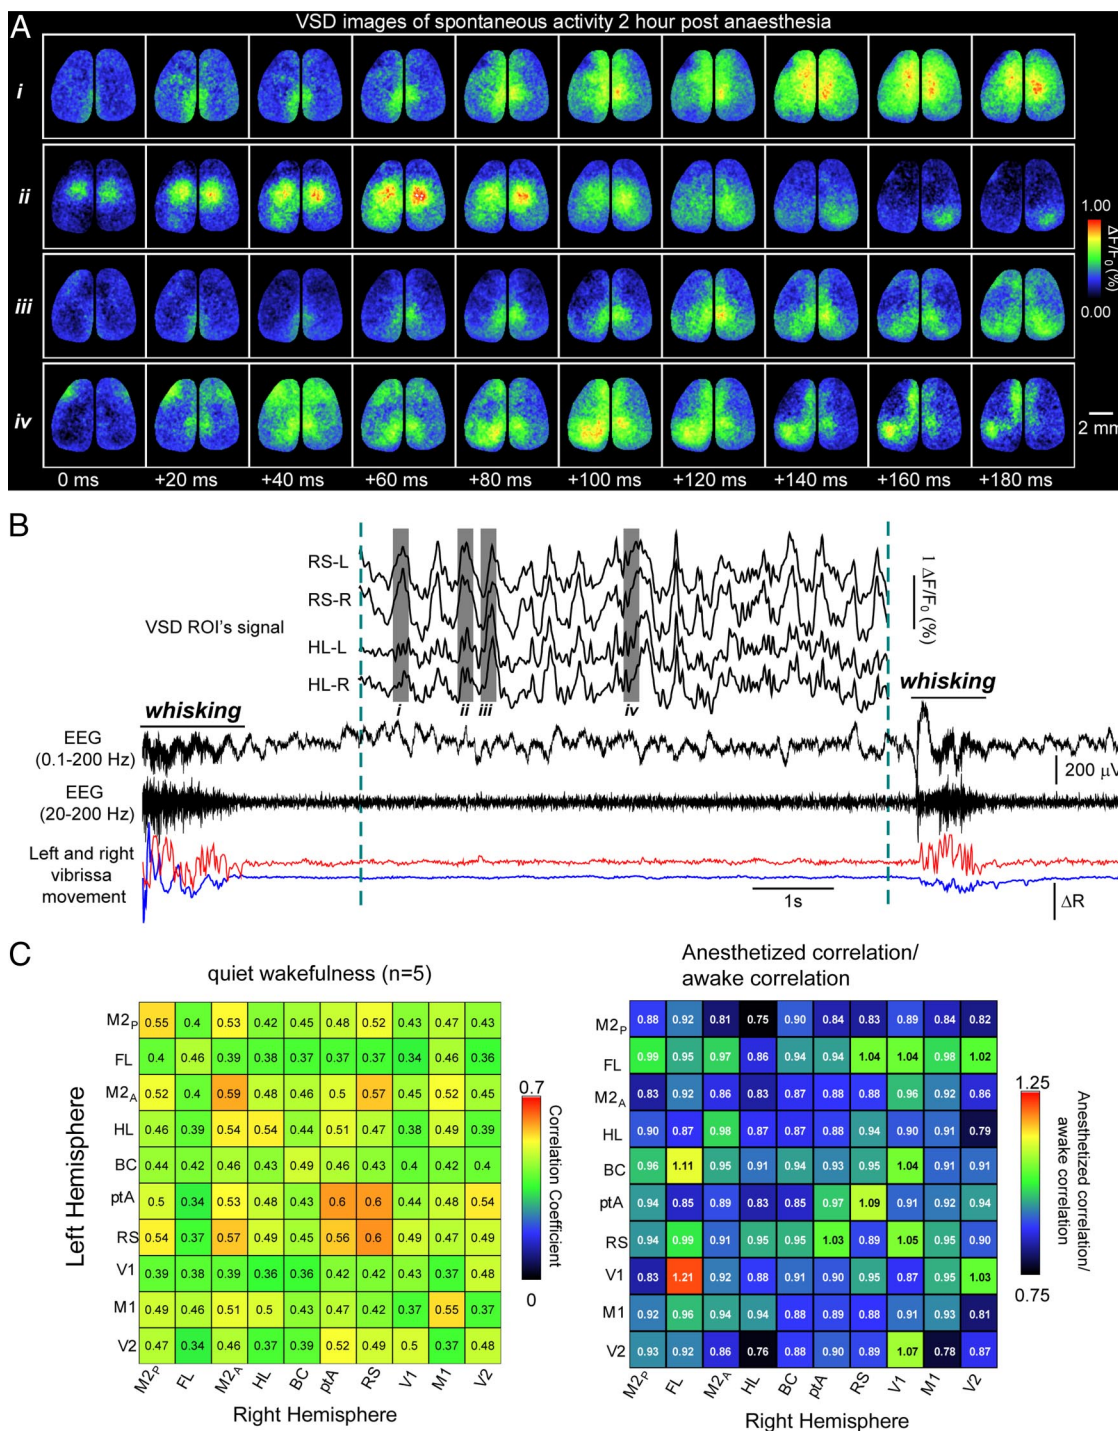 A
VSD images of spontaneous activity 2 hour post anaesthesia
i
ii
iii
iv
1.00
ΔF/F₀ (%)
0.00
2 mm
0 ms +20 ms +40 ms +60 ms +80 ms +100 ms +120 ms +140 ms +160 ms +180 ms
B
RS-L
RS-R
VSD ROI's signal
HL-L
HL-R
1 ΔF/F₀ (%)
i ii iii iv
whisking
whisking
EEG
(0.1-200 Hz)
200 μV
EEG
(20-200 Hz)
Left and right
vibrissa
movement
1s
ΔR
C
quiet wakefulness (n=5)
Left Hemisphere
M2P 0.55 0.4 0.53 0.42 0.45 0.48 0.52 0.43 0.47 0.43
FL 0.4 0.46 0.39 0.38 0.37 0.37 0.37 0.34 0.46 0.36
M2A 0.52 0.4 0.59 0.48 0.46 0.5 0.57 0.45 0.52 0.45
HL 0.46 0.39 0.54 0.54 0.44 0.51 0.47 0.38 0.49 0.39
BC 0.44 0.42 0.46 0.43 0.49 0.46 0.43 0.4 0.42 0.4
ptA 0.5 0.34 0.53 0.48 0.43 0.6 0.6 0.44 0.48 0.54
RS 0.54 0.37 0.57 0.49 0.45 0.56 0.6 0.49 0.47 0.49
V1 0.39 0.38 0.39 0.36 0.36 0.42 0.42 0.43 0.37 0.48
M1 0.49 0.46 0.51 0.5 0.43 0.47 0.42 0.37 0.55 0.37
V2 0.47 0.34 0.46 0.37 0.39 0.52 0.49 0.5 0.37 0.48
M2P FL M2A HL BC ptA RS V1 M1 V2
Right Hemisphere
0.7
Correlation Coefficient
0
Anesthetized correlation/
awake correlation
M2P 0.88 0.92 0.81 0.75 0.90 0.84 0.83 0.89 0.84 0.82
FL 0.99 0.95 0.97 0.86 0.94 0.94 1.04 1.04 0.98 1.02
M2A 0.83 0.92 0.86 0.83 0.87 0.88 0.88 0.96 0.92 0.86
HL 0.90 0.87 0.98 0.87 0.87 0.88 0.94 0.90 0.91 0.79
BC 0.96 1.11 0.95 0.91 0.94 0.93 0.95 1.04 0.91 0.91
ptA 0.94 0.85 0.89 0.83 0.85 0.97 1.09 0.91 0.92 0.94
RS 0.94 0.99 0.91 0.95 0.95 1.03 0.89 1.05 0.95 0.90
V1 0.83 1.21 0.92 0.88 0.91 0.90 0.95 0.87 0.92 1.03
M1 0.92 0.96 0.94 0.94 0.88 0.89 0.88 0.91 0.93 0.81
V2 0.93 0.92 0.86 0.76 0.88 0.90 0.89 1.07 0.78 0.87
M2P FL M2A HL BC ptA RS V1 M1 V2
Right Hemisphere
1.25
Anesthetized correlation/
awake correlation
0.75